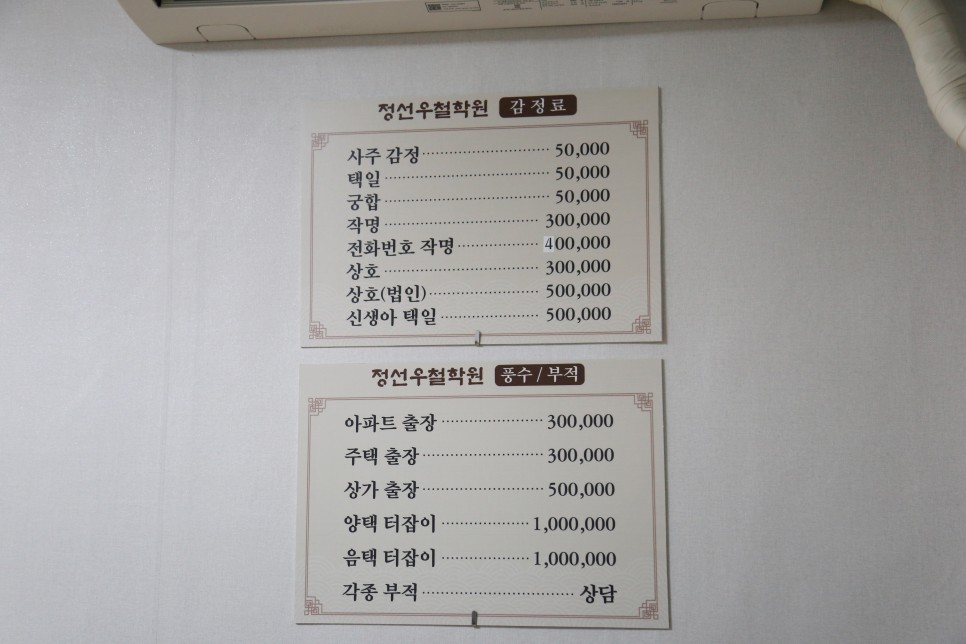 정선우철학원 감정료
사주 감정 50,000
택일 50,000
궁합 50,000
작명 300,000
전화번호 작명 400,000
상호 300,000
상호(법인) 500,000
신생아 택일 500,000
정선우철학원 풍수/부적
아파트 출장 300,000
주택 출장 300,000
상가 출장 500,000
양택 터잡이 1,000,000
음택 터잡이 1,000,000
각종 부적 상담